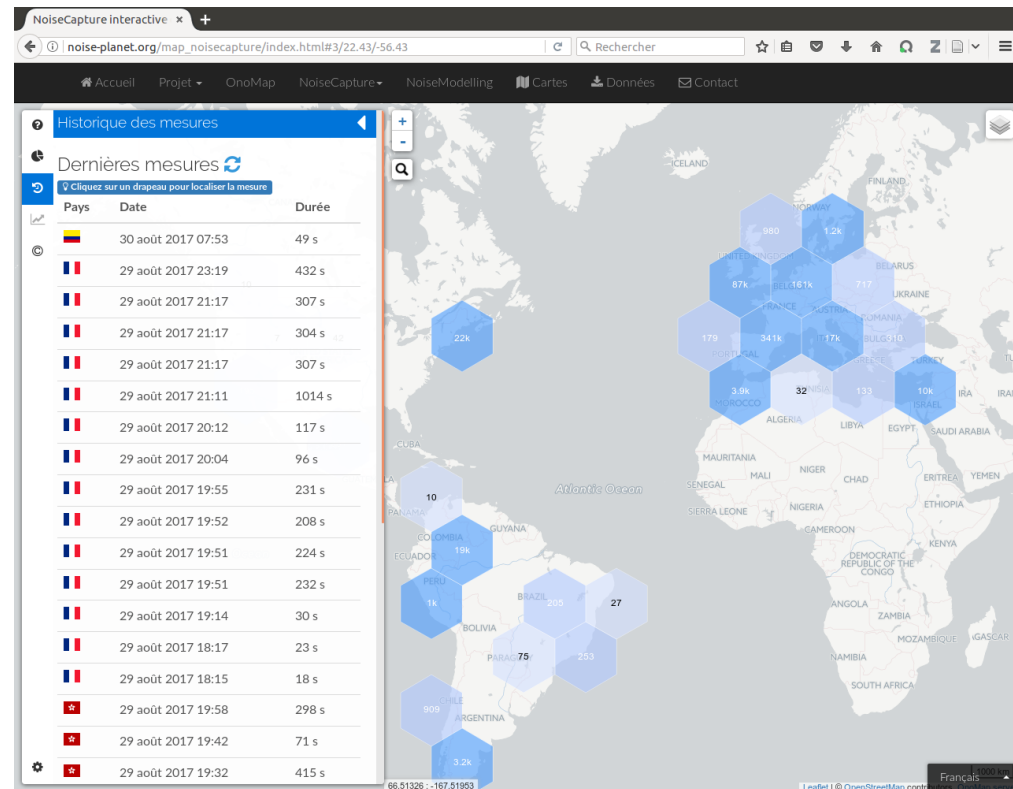 NoiseCapture interactive × +
noise-planet.org/map_noisecapture/index.html#3/22.43/-56.43
Rechercher
Accueil Projet OnoMap NoiseCapture NoiseModelling Cartes Données Contact
Historique des mesures
Dernières mesures
Cliquez sur un drapeau pour localiser la mesure
Pays Date Durée
30 août 2017 07:53 49 s
29 août 2017 23:19 432 s
29 août 2017 21:17 307 s
29 août 2017 21:17 304 s
29 août 2017 21:17 307 s
29 août 2017 21:11 1014 s
29 août 2017 20:12 117 s
29 août 2017 20:04 96 s
29 août 2017 19:55 231 s
29 août 2017 19:52 208 s
29 août 2017 19:51 224 s
29 août 2017 19:51 232 s
29 août 2017 19:14 30 s
29 août 2017 18:17 23 s
29 août 2017 18:15 18 s
29 août 2017 19:58 298 s
29 août 2017 19:42 71 s
29 août 2017 19:32 415 s
+
-
ICELAND
FINLAND
NORWAY
980 1.2k
UNITED KINGDOM
BELARUS
87k 161k 717
UKRAINE
FRANCE AUSTRIA
ROMANIA
22k
179 341k 17k BULG 910
PORTUGAL
TURKEY
3.9k 32 133 10k
IRA IRAN
MOROCCO ISRAEL
ALGERIA LIBYA EGYPT SAUDI ARABIA
CUBA
MAURITANIA
MALI NIGER CHAD ERITREA YEMEN
SENEGAL
10
Atlantic Ocean
PANAMA
SIERRA LEONE NIGERIA ETHIOPIA
GUYANA
CAMEROON
COLOMBIA
KENYA
ECUADOR 19k
DEMOCRATIC
REPUBLIC OF THE
CONGO
PERU
1k BRAZIL 205 27
ANGOLA
ZAMBIA
BOLIVIA
MOZAMBIQUE GASCAR
PARAGUAY 75 253
NAMIBIA
SOUTH AFRICA
CHILE
909
ARGENTINA
3.2k
1000 km
Français
66.51326 : -167.51953
Leaflet | © OpenStreetMap contributors